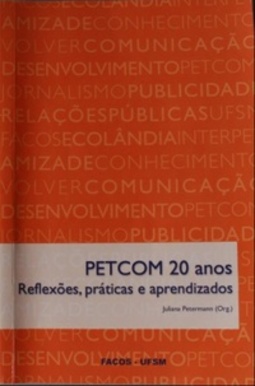 AMIZADECONHECIMENTO
VOLVERCOMUNICAÇÃO
DESENVOLVIMENTOPETCOM
JORNALISMOPUBLICIDADE
RELAÇÕESPÚBLICASUFSM
FACOSECOLÂNDIAINTERPET
AMIZADECONHECIMENTO
VOLVERCOMUNICAÇÃO
DESENVOLVIMENTOPETCOM
JORNALISMOPUBLICIDADE
PETCOM 20 anos
Reflexões, práticas e aprendizados
Juliana Petermann (Org.)
FACOS - UFSM